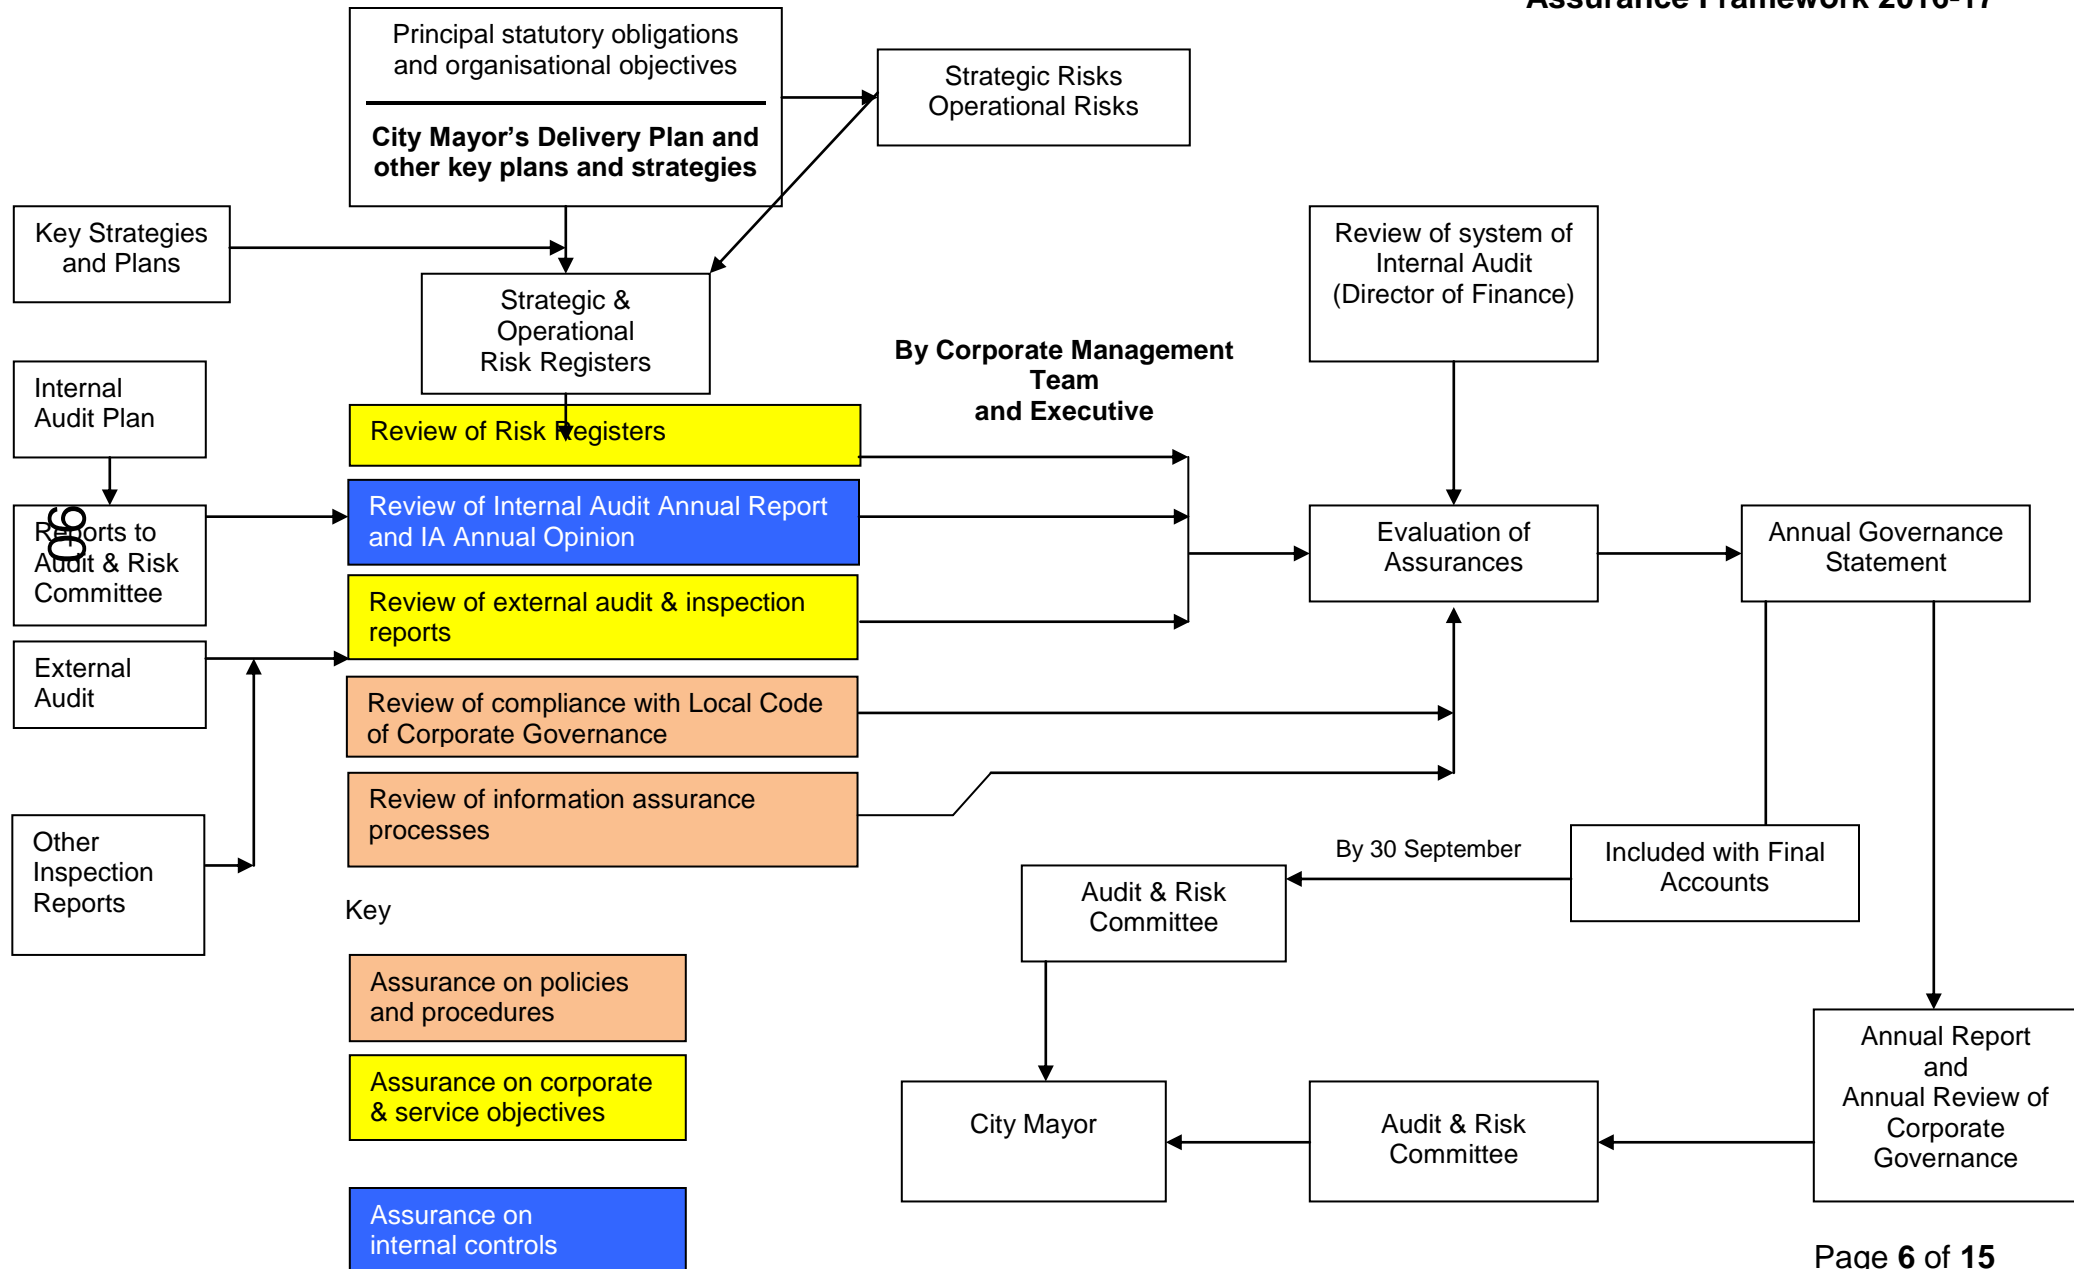 Assurance Framework 2016-17
Principal statutory obligations
and organisational objectives
City Mayor's Delivery Plan and
other key plans and strategies
Strategic Risks
Operational Risks
Key Strategies
and Plans
Strategic &
Operational
Risk Registers
Review of system of
Internal Audit
(Director of Finance)
By Corporate Management
Team
and Executive
Internal
Audit Plan
Review of Risk Registers
Reports to
Audit & Risk
Committee
90
Review of Internal Audit Annual Report
and IA Annual Opinion
Evaluation of
Assurances
Annual Governance
Statement
Review of external audit & inspection
reports
External
Audit
Review of compliance with Local Code
of Corporate Governance
Review of information assurance
processes
Other
Inspection
Reports
By 30 September
Included with Final
Accounts
Audit & Risk
Committee
Key
Assurance on policies
and procedures
Assurance on corporate
& service objectives
Assurance on
internal controls
City Mayor
Audit & Risk
Committee
Annual Report
and
Annual Review of
Corporate
Governance
Page 6 of 15